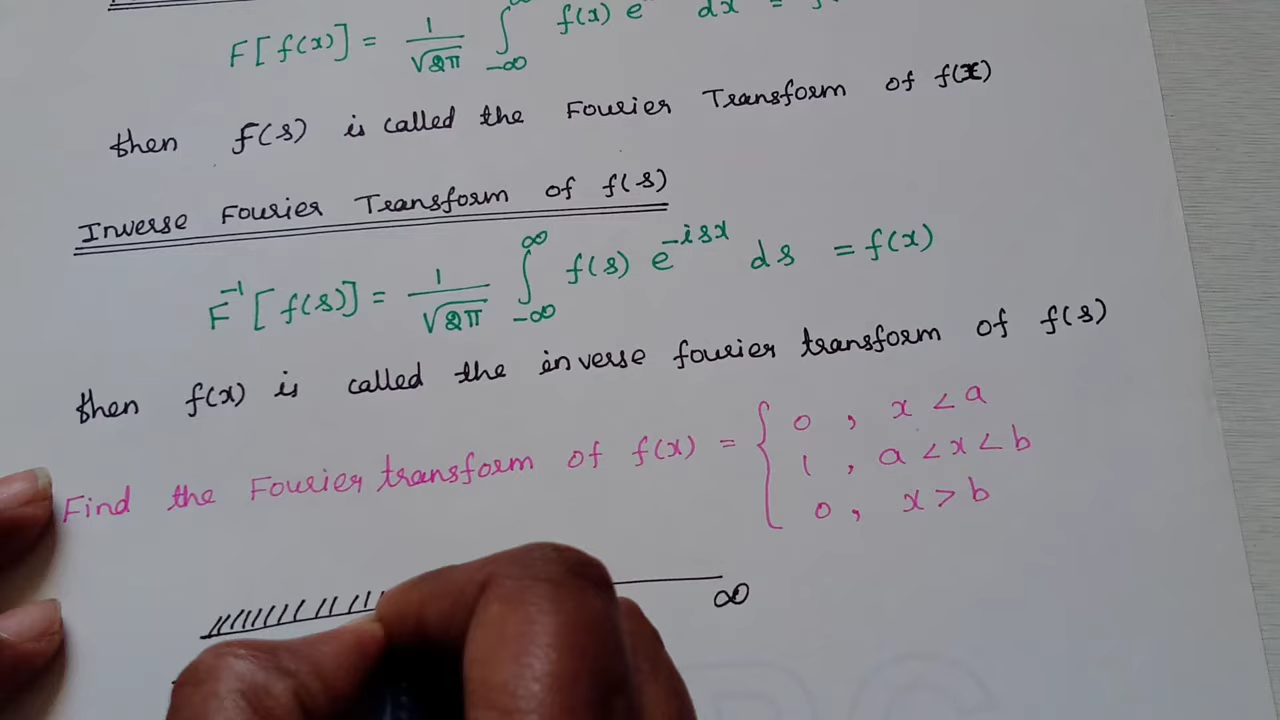 F[f(x)] = 1/√2π ∫_{-∞}^{∞} f(x) e dx =
then f(s) is called the Fourier Transform of f(x)
Inverse Fourier Transform of f(s)
F^{-1}[f(s)] = 1/√2π ∫_{-∞}^{∞} f(s) e^{-isx} ds = f(x)
then f(x) is called the inverse fourier transform of f(s)
Find the Fourier transform of f(x) = { 0 , x < a
1 , a < x < b
0 , x > b
∞